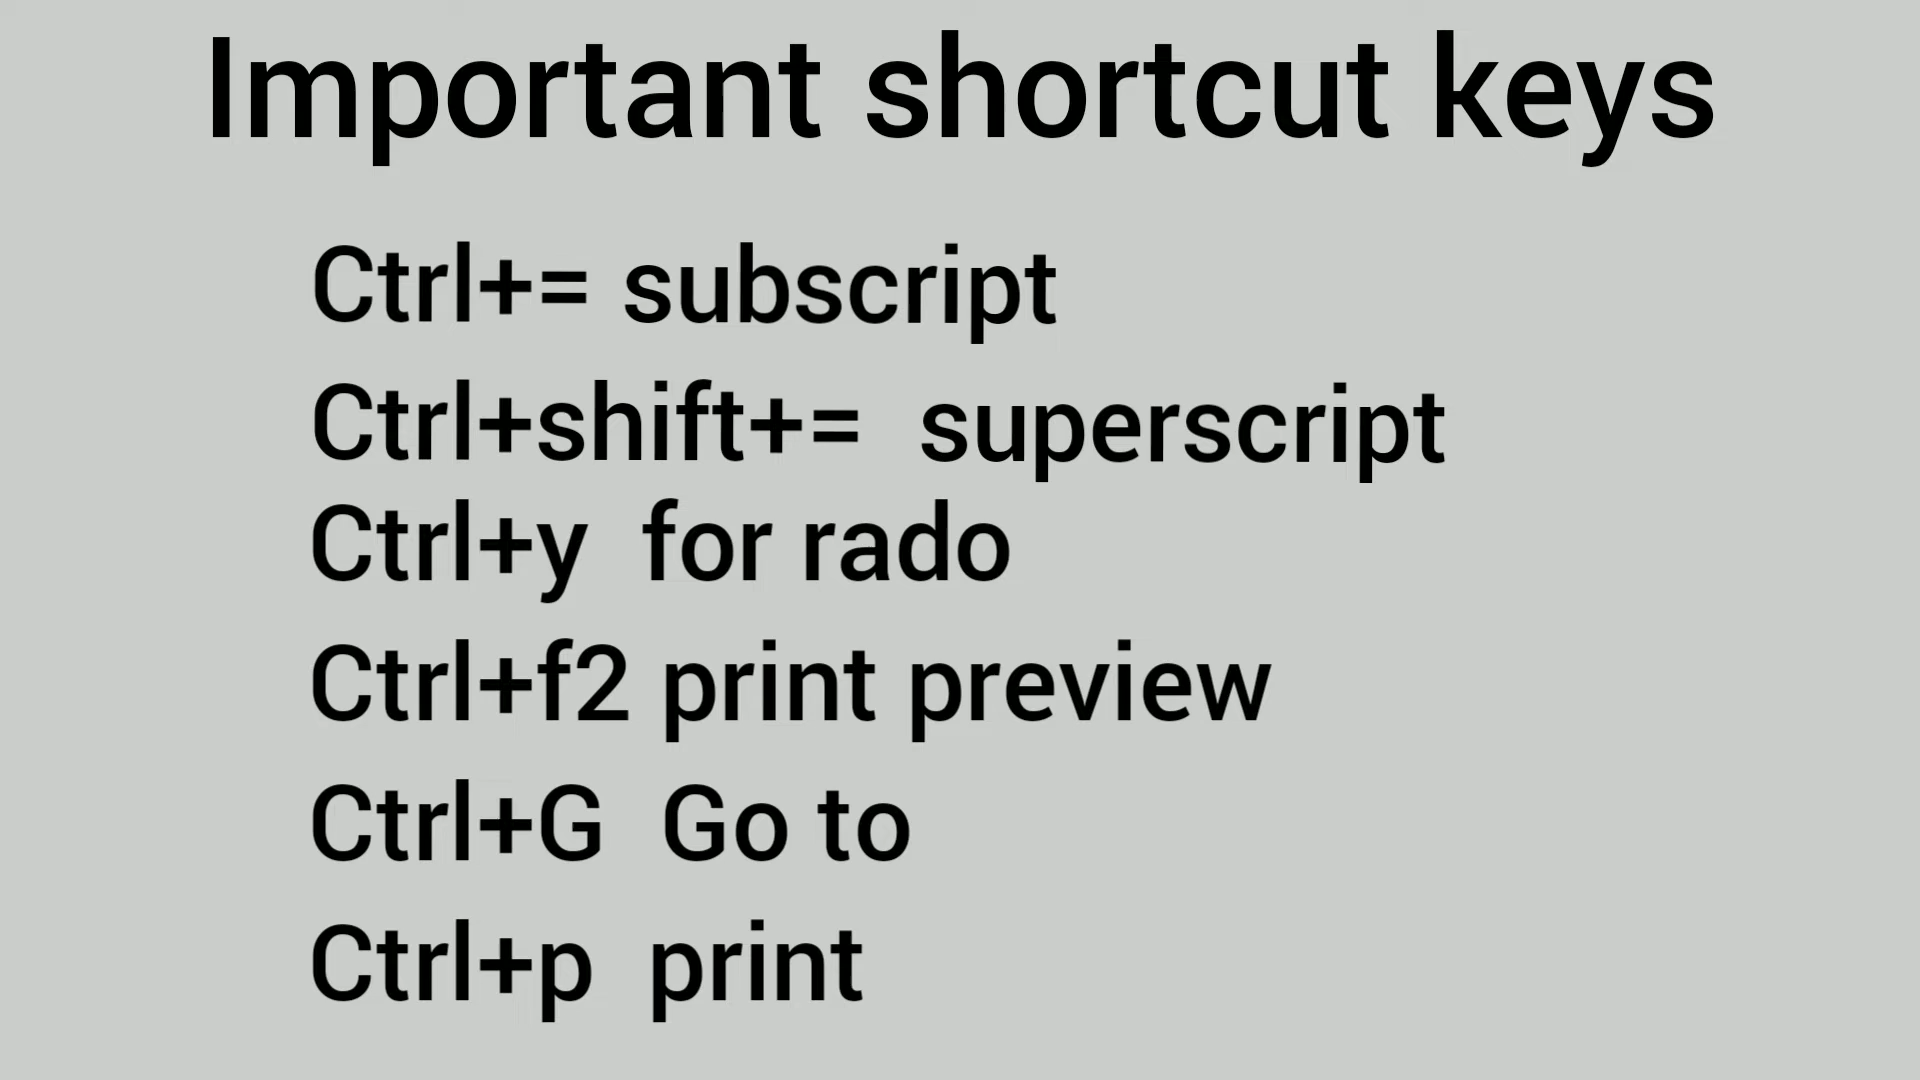 Important shortcut keys
Ctrl+= subscript
Ctrl+shift+= superscript
Ctrl+y for rado
Ctrl+f2 print preview
Ctrl+G Go to
Ctrl+p print